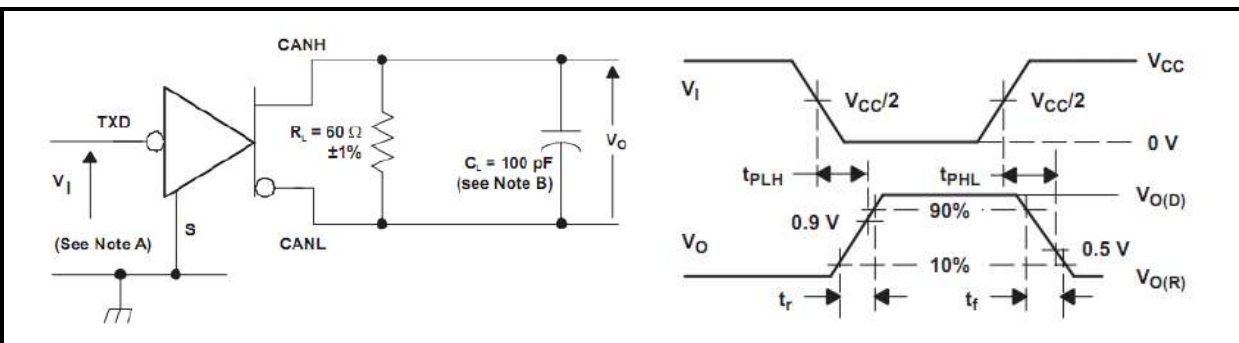 CANH
TXD
R_L = 60 Ω
±1%
C_L = 100 pF
(see Note B)
V_O
V_I
(See Note A)
S
CANL
V_I
V_CC/2
V_CC/2
V_CC
0 V
t_PLH
t_PHL
V_O(D)
90%
0.9 V
V_O
0.5 V
10%
V_O(R)
t_r
t_f